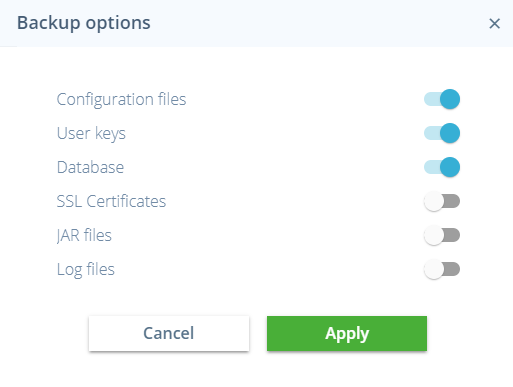 Backup options
Configuration files
User keys
Database
SSL Certificates
JAR files
Log files
Cancel Apply